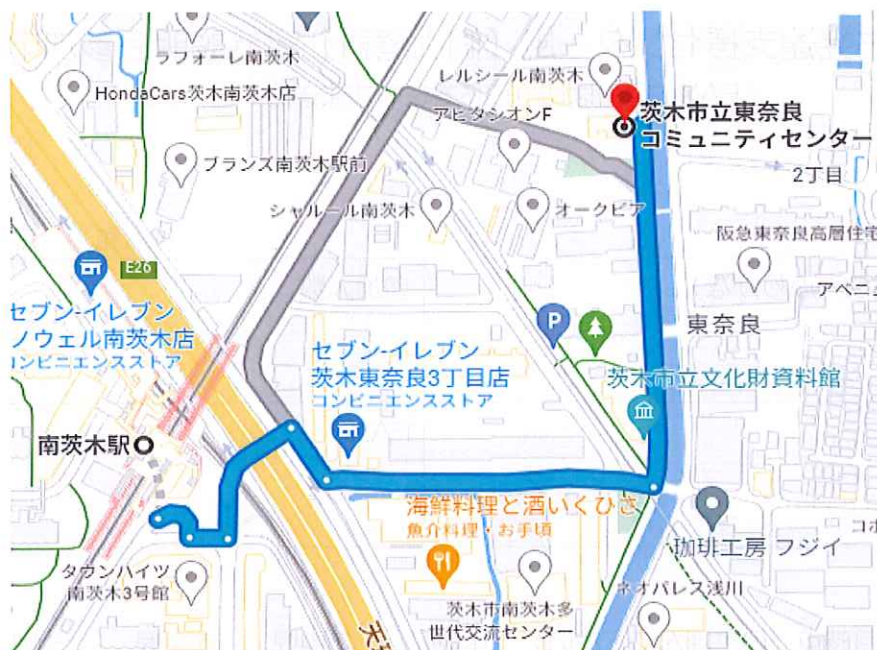 ラフォーレ南茨木
HondaCars茨木南茨木店
レルシール南茨木
アビタシオンF
茨木市立東奈良
コミュニティセンター
ブランズ南茨木駅前
2丁目
シャルール南茨木
オークビア
阪急東奈良高層住宅
E26
アベニュ
セブン-イレブン
ノウェル南茨木店
コンビニエンスストア
P
東奈良
セブン-イレブン
茨木東奈良3丁目店
コンビニエンスストア
茨木市立文化財資料館
南茨木駅
海鮮料理と酒いくひさ
魚介料理・お手頃
珈琲工房 フジイ
コポ
タウンハイツ
南茨木3号館
ネオパレス浅川
茨木市南茨木多
世代交流センター